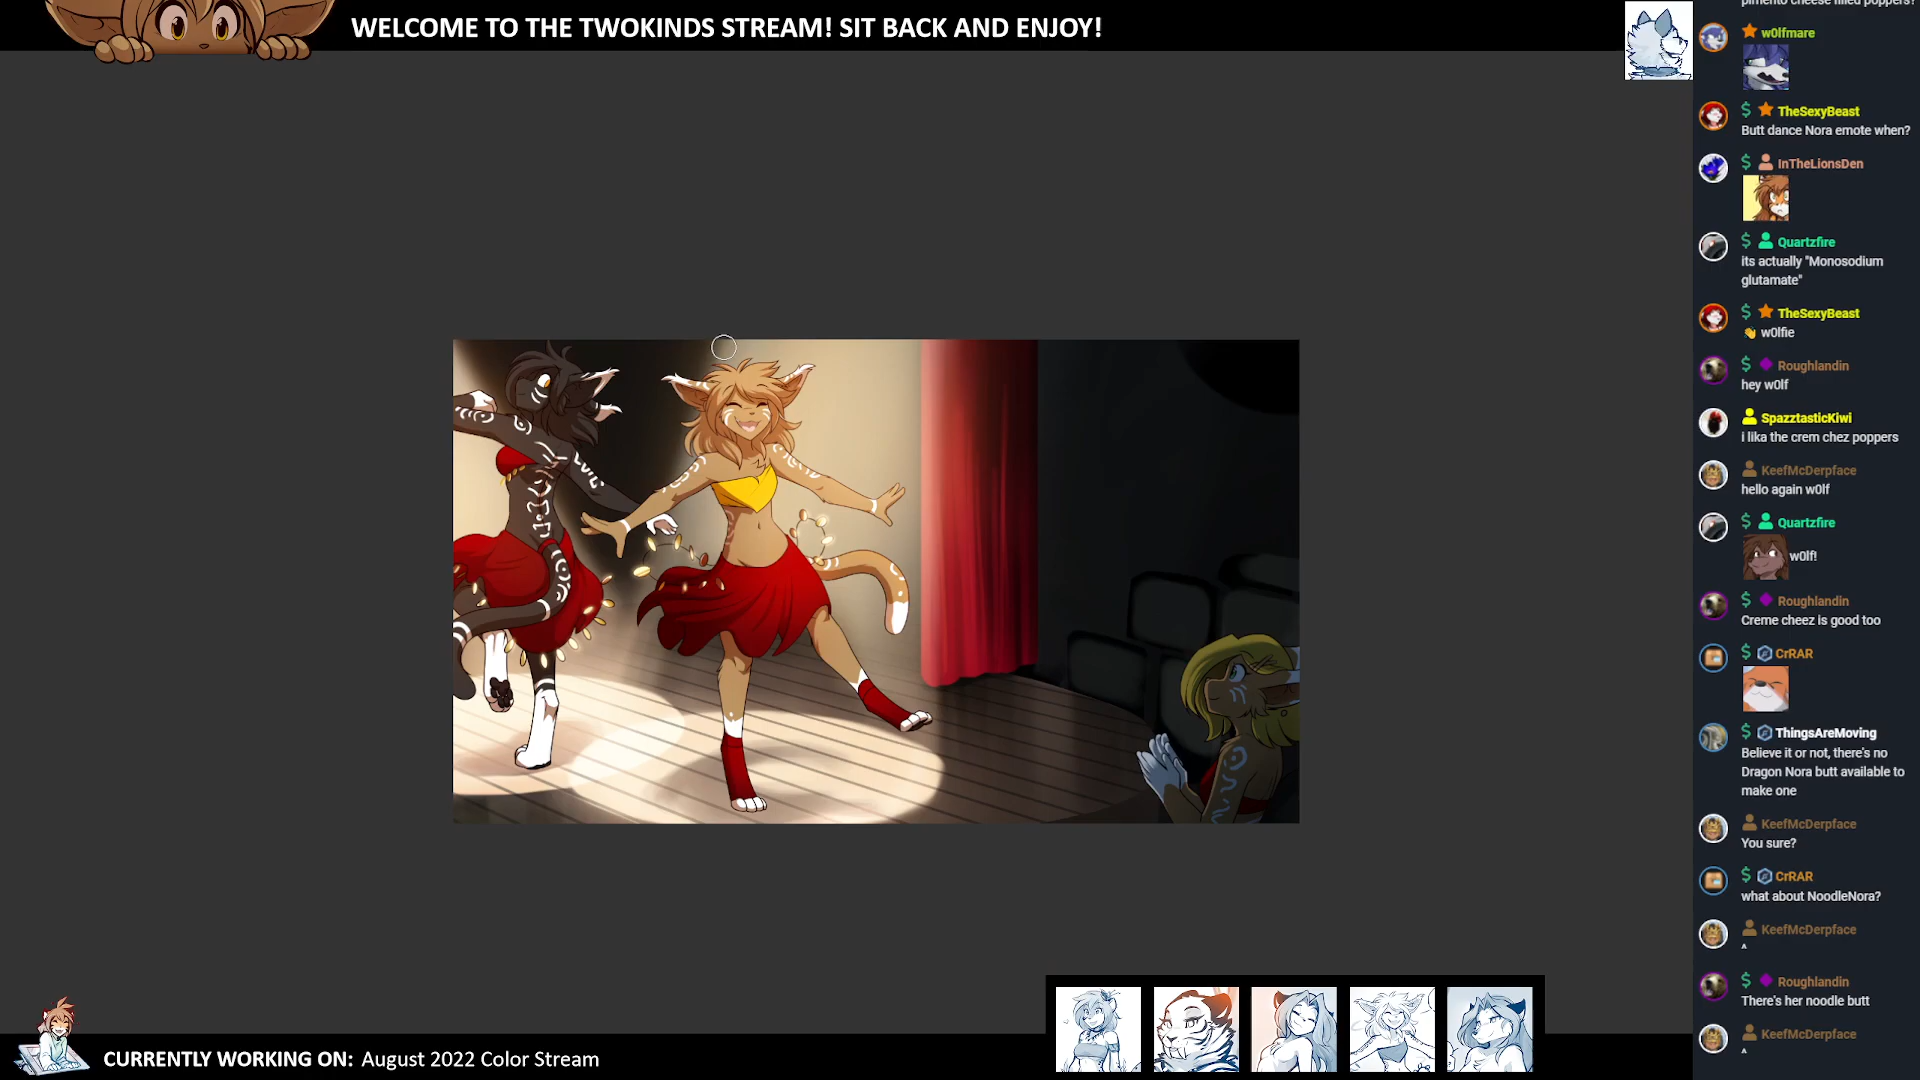 WELCOME TO THE TWOKINDS STREAM! SIT BACK AND ENJOY!
pimento cheese filled poppers?
w0lfmare
$ TheSexyBeast
Butt dance Nora emote when?
$ InTheLionsDen
$ Quartzfire
its actually "Monosodium
glutamate"
$ TheSexyBeast
w0lfie
$ Roughlandin
hey w0lf
SpazztasticKiwi
i lika the crem chez poppers
KeefMcDerpface
hello again w0lf
$ Quartzfire
w0lf!
$ Roughlandin
Creme cheez is good too
$ CrRAR
$ ThingsAreMoving
Believe it or not, there's no
Dragon Nora butt available to
make one
KeefMcDerpface
You sure?
$ CrRAR
what about NoodleNora?
KeefMcDerpface
^
$ Roughlandin
There's her noodle butt
KeefMcDerpface
^
CURRENTLY WORKING ON: August 2022 Color Stream